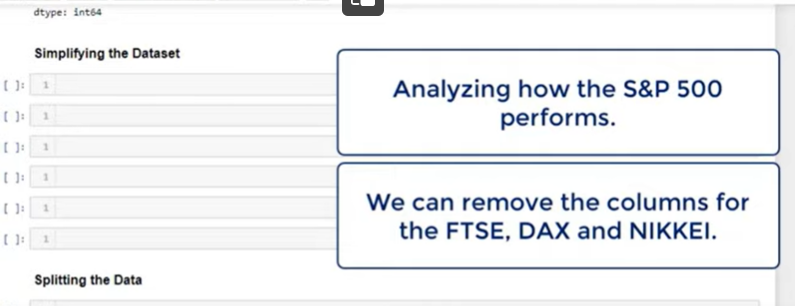 dtype: int64
Simplifying the Dataset
[ ]: 1
[ ]: 1
[ ]: 1
[ ]: 1
[ ]: 1
[ ]: 1
Analyzing how the S&P 500
performs.
We can remove the columns for
the FTSE, DAX and NIKKEI.
Splitting the Data